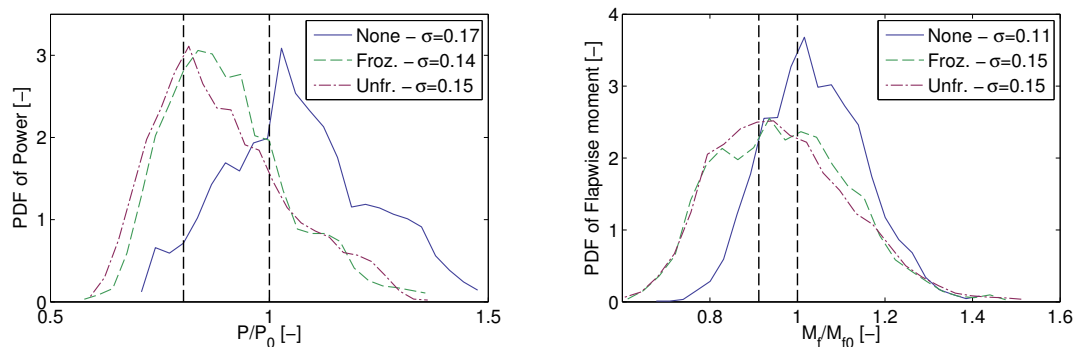 PDF of Power [–]
3
2
1
0
0.5
1
1.5
P/P0 [–]
None – σ=0.17
Froz. – σ=0.14
Unfr. – σ=0.15
PDF of Flapwise moment [–]
4
3
2
1
0
0.8
1
1.2
1.4
1.6
Mf/Mf0 [–]
None – σ=0.11
Froz. – σ=0.15
Unfr. – σ=0.15